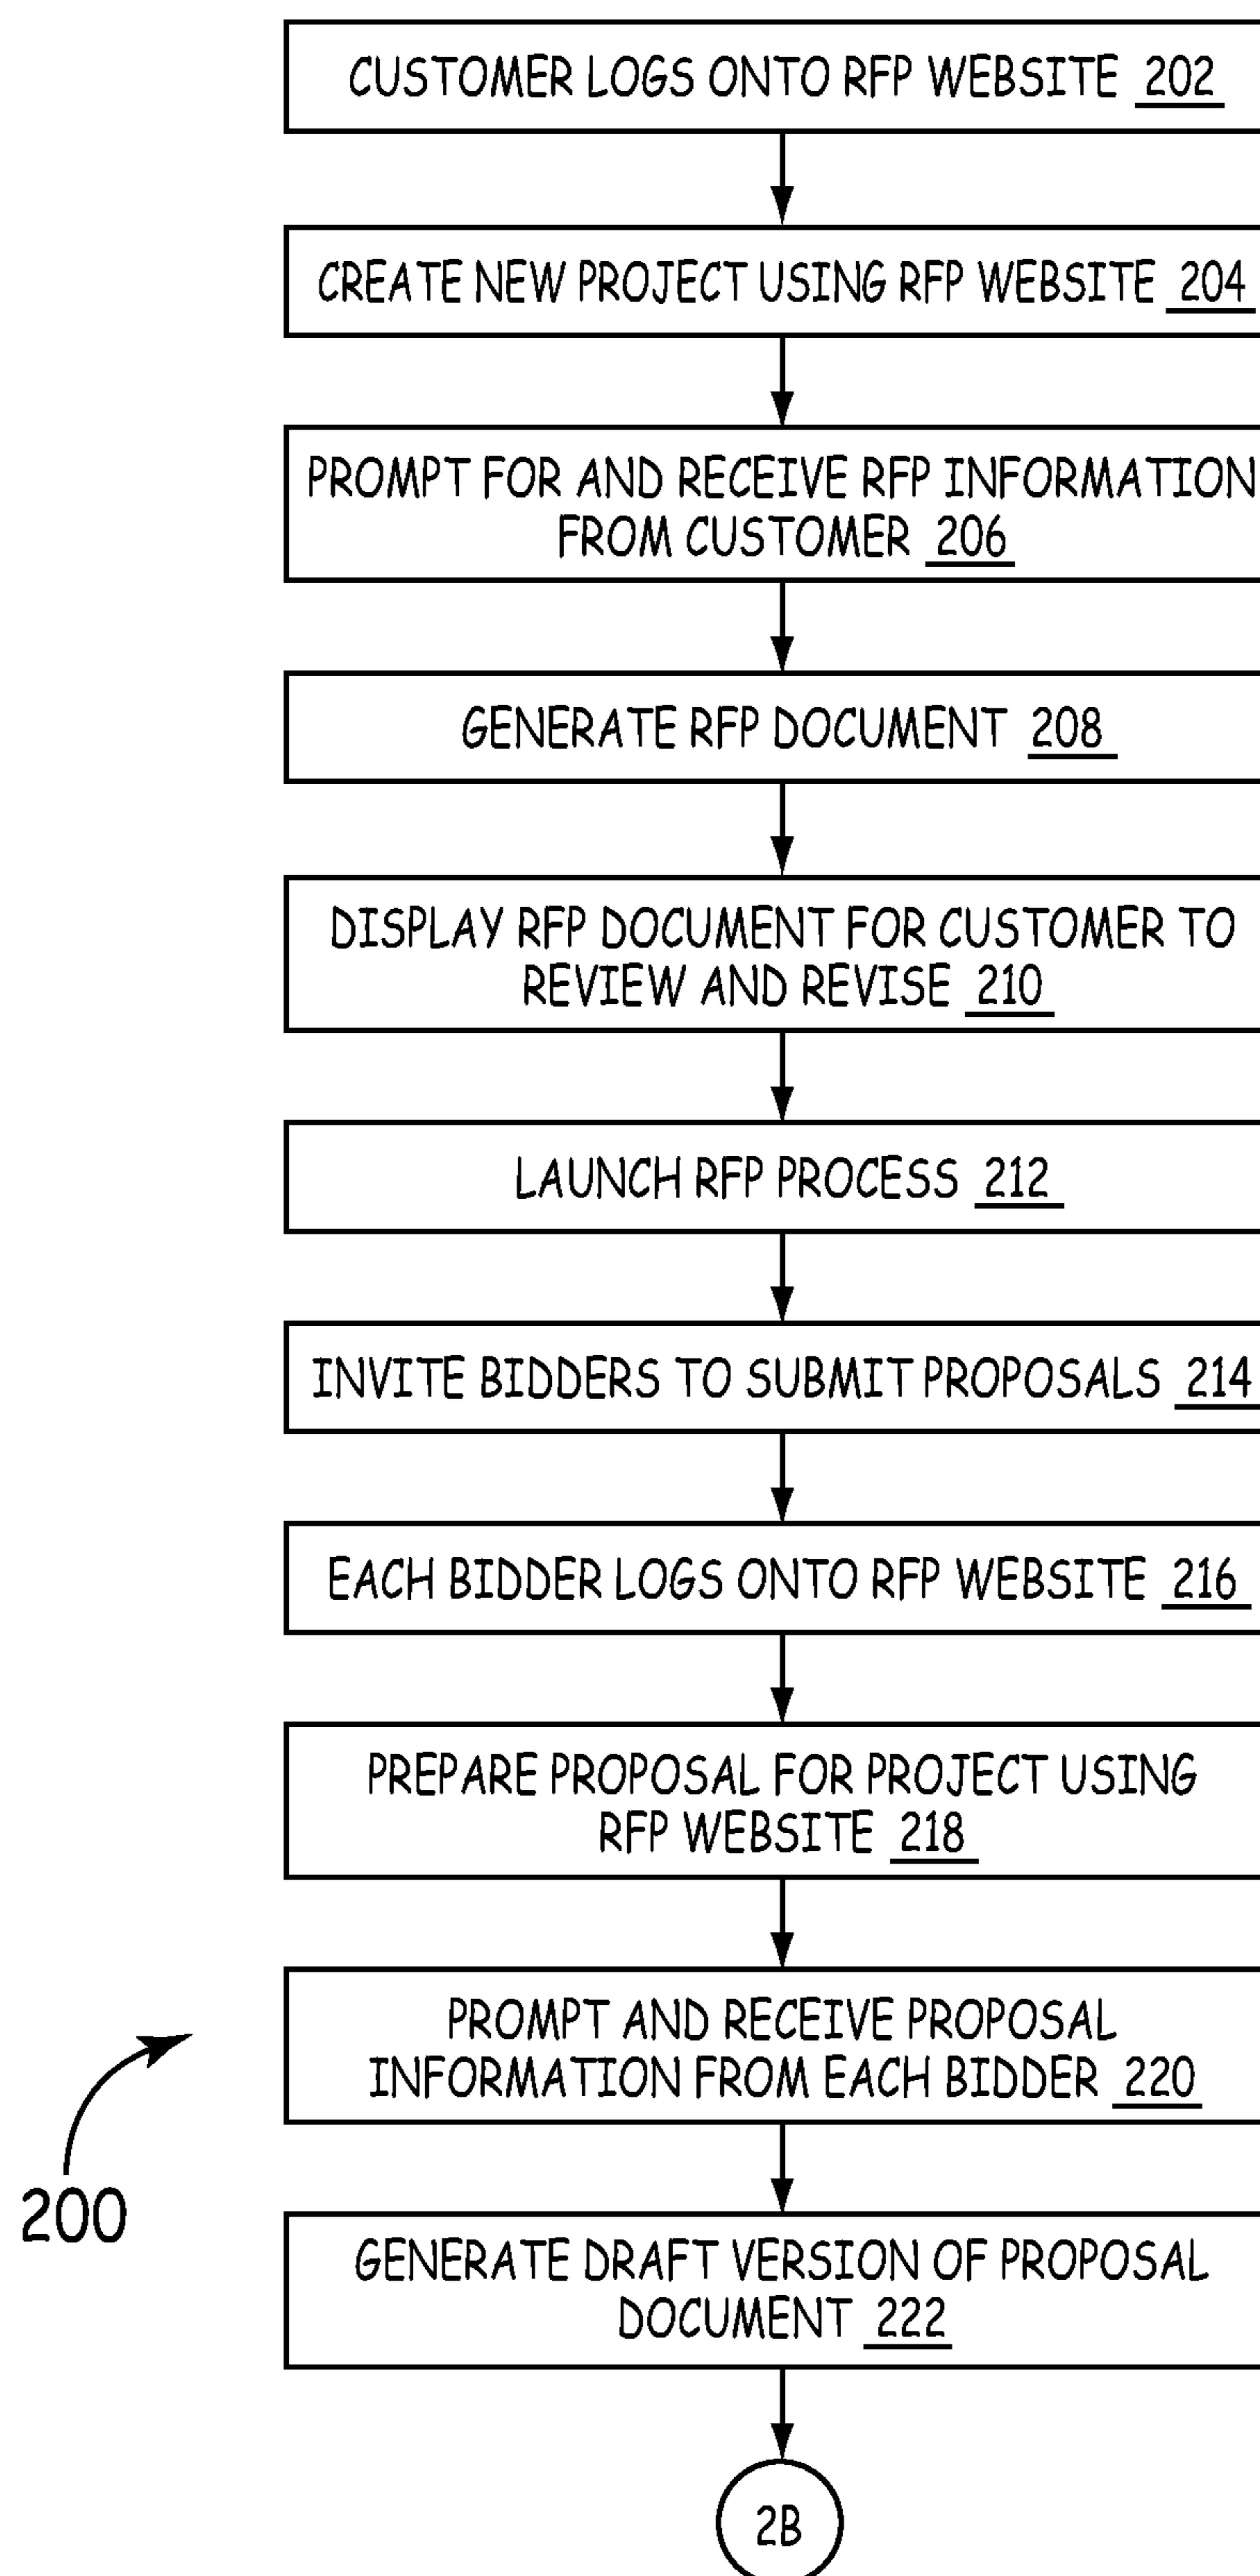 CUSTOMER LOGS ONTO RFP WEBSITE 202
CREATE NEW PROJECT USING RFP WEBSITE 204
PROMPT FOR AND RECEIVE RFP INFORMATION
FROM CUSTOMER 206
GENERATE RFP DOCUMENT 208
DISPLAY RFP DOCUMENT FOR CUSTOMER TO
REVIEW AND REVISE 210
LAUNCH RFP PROCESS 212
INVITE BIDDERS TO SUBMIT PROPOSALS 214
EACH BIDDER LOGS ONTO RFP WEBSITE 216
PREPARE PROPOSAL FOR PROJECT USING
RFP WEBSITE 218
PROMPT AND RECEIVE PROPOSAL
INFORMATION FROM EACH BIDDER 220
200
GENERATE DRAFT VERSION OF PROPOSAL
DOCUMENT 222
2B